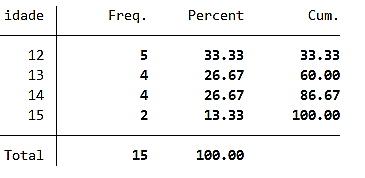 idade Freq. Percent Cum.
12 5 33.33 33.33
13 4 26.67 60.00
14 4 26.67 86.67
15 2 13.33 100.00
Total 15 100.00